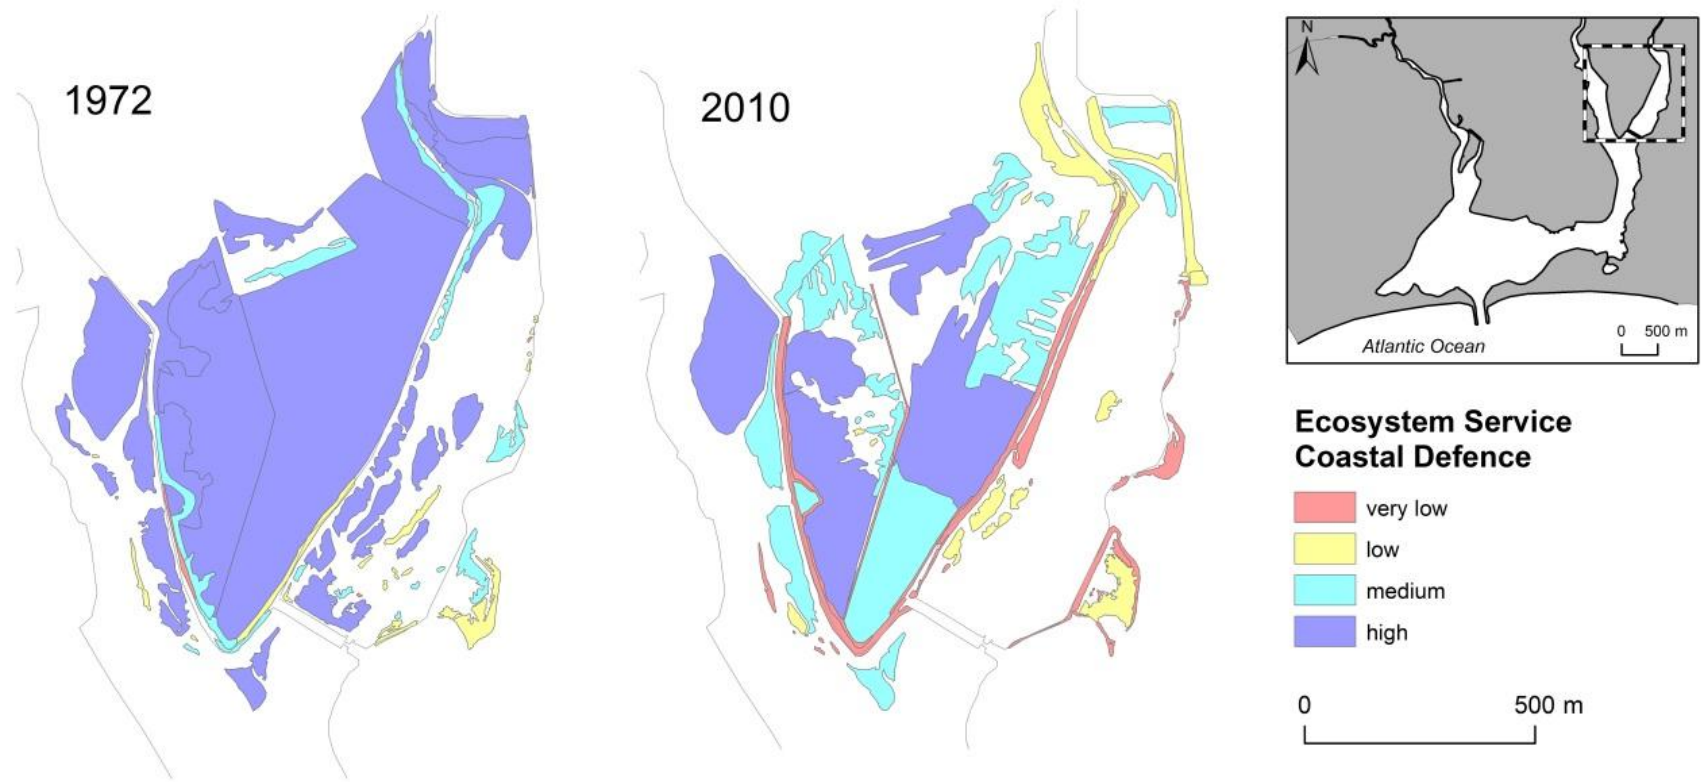 1972
2010
N
0 500 m
Atlantic Ocean
Ecosystem Service
Coastal Defence
very low
low
medium
high
0 500 m